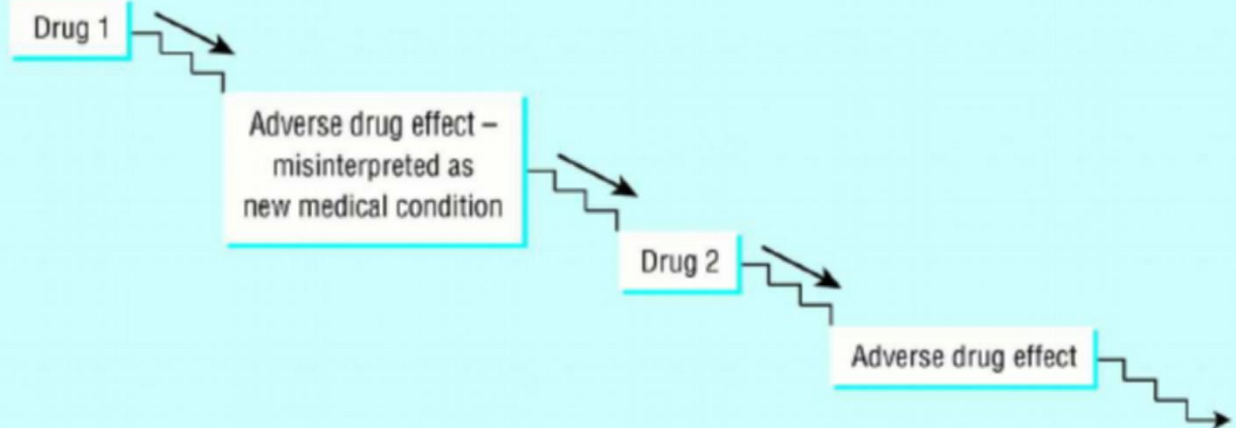 Drug 1
Adverse drug effect –
misinterpreted as
new medical condition
Drug 2
Adverse drug effect